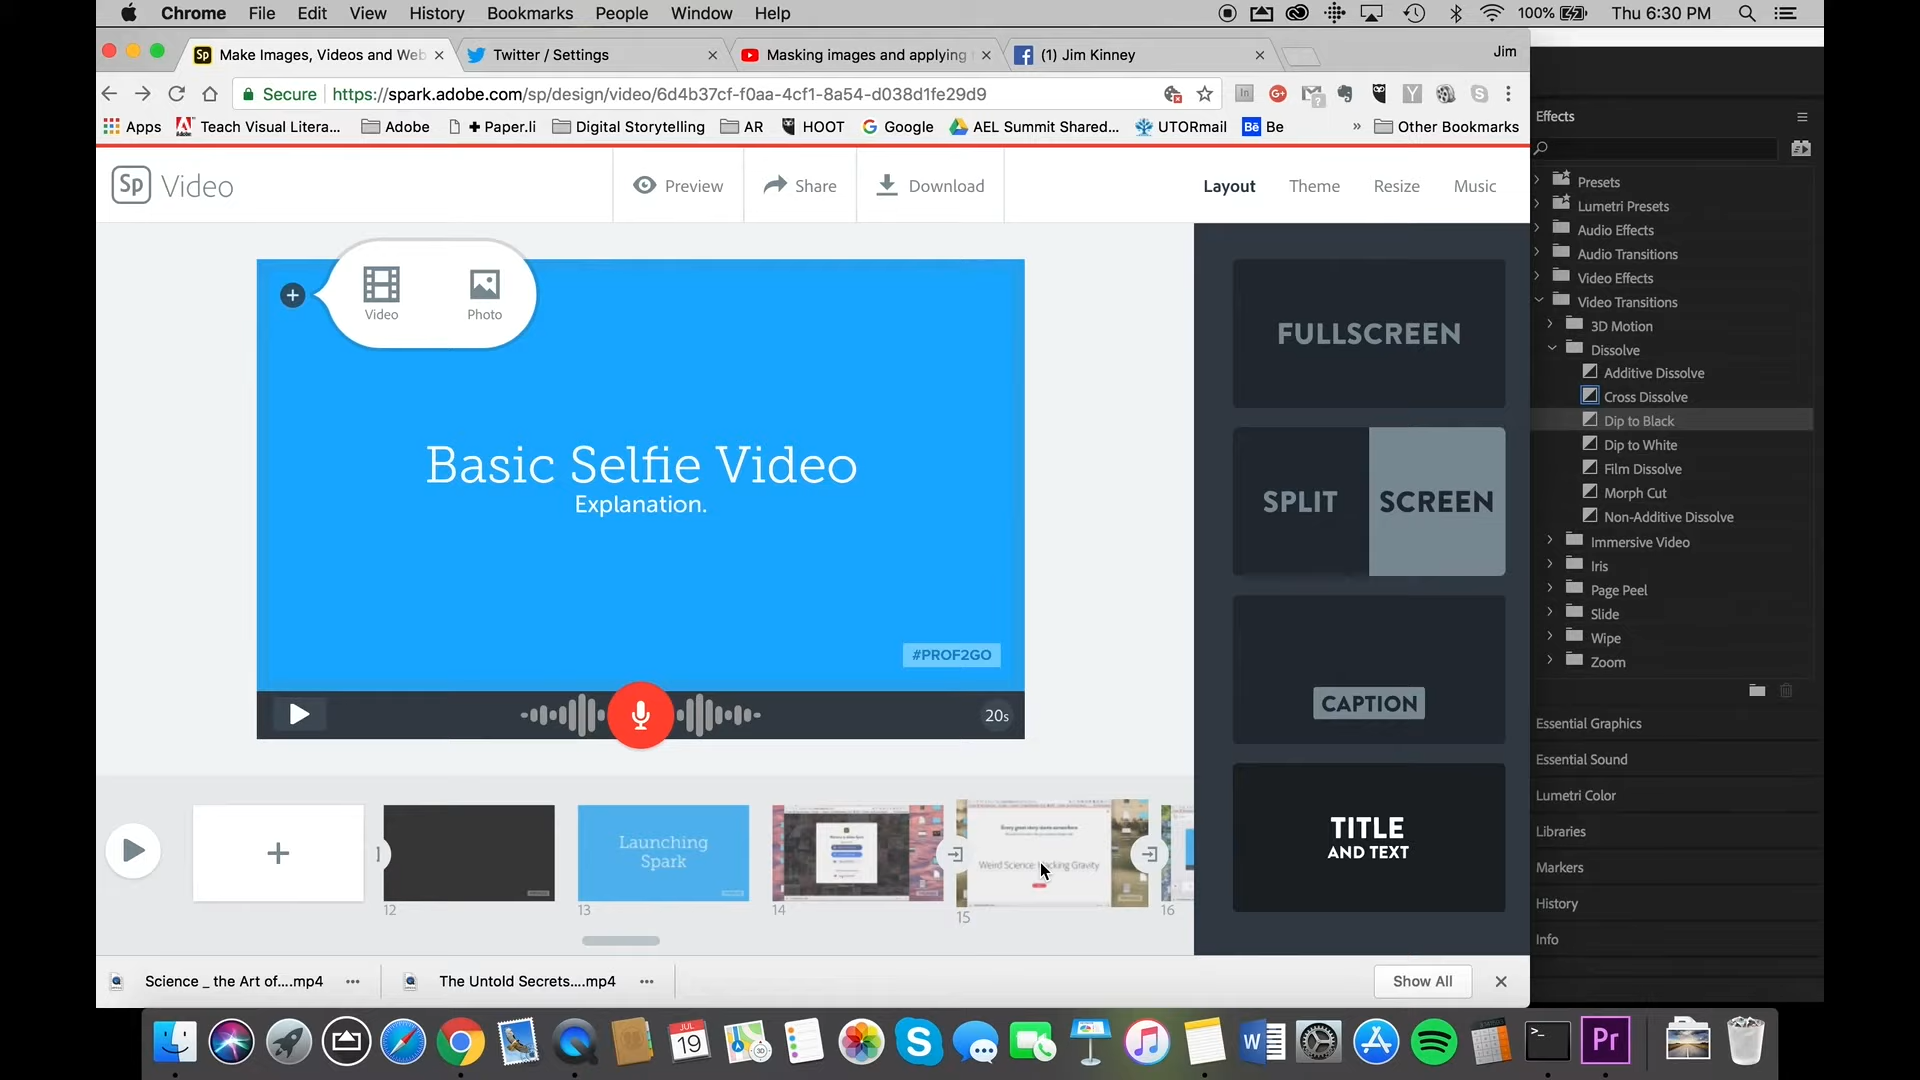 Chrome File Edit View History Bookmarks People Window Help 100% Thu 6:30 PM
Make Images, Videos and Web
Twitter / Settings
Masking images and applying
(1) Jim Kinney
Jim
Secure https://spark.adobe.com/sp/design/video/6d4b37cf-f0aa-4cf1-8a54-d038d1fe29d9
Apps Teach Visual Litera... Adobe + Paper.li Digital Storytelling AR HOOT Google AEL Summit Shared... UTORmail Be » Other Bookmarks
Sp Video
Preview Share Download
Layout Theme Resize Music
Video Photo
Basic Selfie Video
Explanation.
#PROF2GO
20s
FULLSCREEN
SPLIT SCREEN
CAPTION
TITLE
AND TEXT
Launching
Spark
Weird Science:
Gravity
12 13 14 15 16
Science _ the Art of....mp4
The Untold Secrets....mp4
Show All
Effects
Presets
Lumetri Presets
Audio Effects
Audio Transitions
Video Effects
Video Transitions
3D Motion
Dissolve
Additive Dissolve
Cross Dissolve
Dip to Black
Dip to White
Film Dissolve
Morph Cut
Non-Additive Dissolve
Immersive Video
Iris
Page Peel
Slide
Wipe
Zoom
Essential Graphics
Essential Sound
Lumetri Color
Libraries
Markers
History
Info
JUL
19
W
Pr